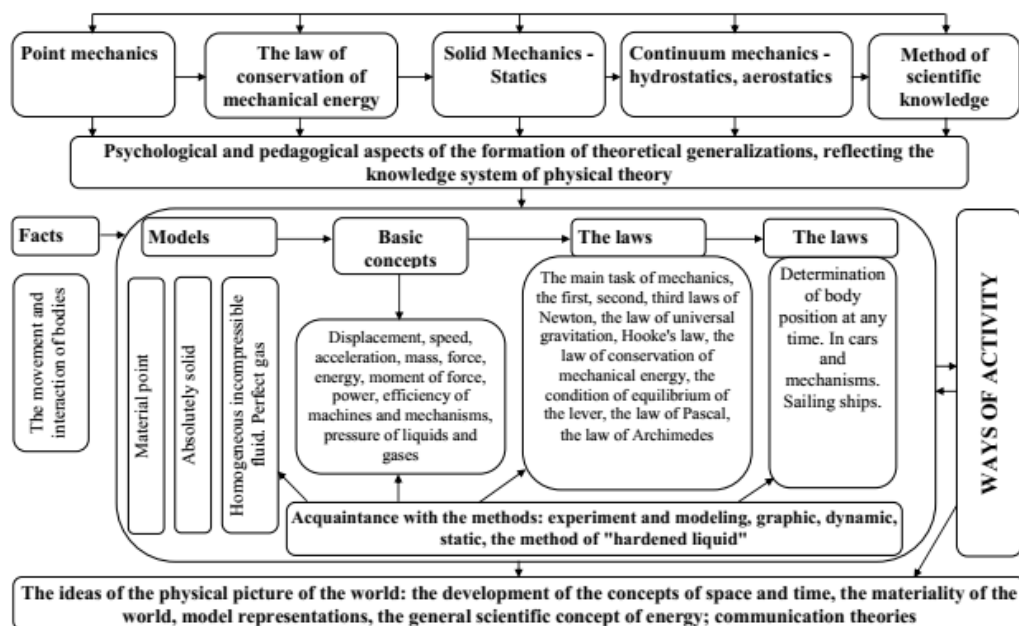 Point mechanics
The law of
conservation of
mechanical energy
Solid Mechanics -
Statics
Continuum mechanics -
hydrostatics, aerostatics
Method of
scientific
knowledge
Psychological and pedagogical aspects of the formation of theoretical generalizations, reflecting the
knowledge system of physical theory
Facts
Models
Basic
concepts
The laws
The laws
The movement and
interaction of bodies
Material point
Absolutely solid
Homogeneous incompressible
fluid. Perfect gas
Displacement, speed,
acceleration, mass, force,
energy, moment of force,
power, efficiency of
machines and mechanisms,
pressure of liquids and
gases
The main task of mechanics,
the first, second, third laws of
Newton, the law of universal
gravitation, Hooke's law, the
law of conservation of
mechanical energy, the
condition of equilibrium of
the lever, the law of Pascal,
the law of Archimedes
Determination
of body
position at any
time. In cars
and
mechanisms.
Sailing ships.
WAYS OF ACTIVITY
Acquaintance with the methods: experiment and modeling, graphic, dynamic,
static, the method of "hardened liquid"
The ideas of the physical picture of the world: the development of the concepts of space and time, the materiality of the
world, model representations, the general scientific concept of energy; communication theories